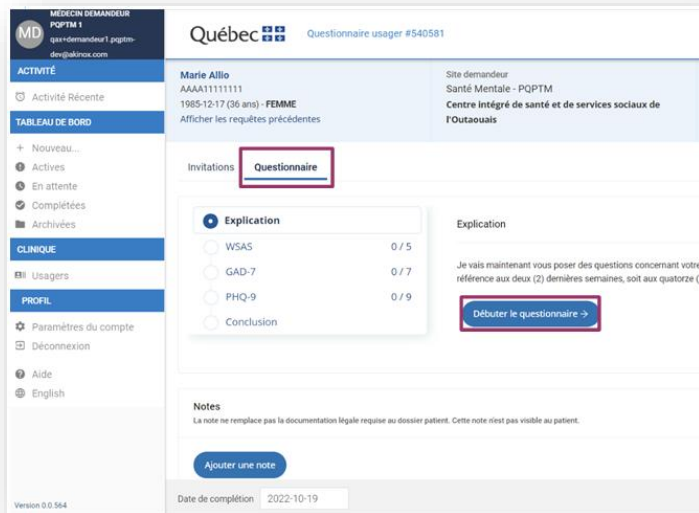 MÉDECIN DEMANDEUR
PQPTM 1
MD
qax+demandeur1.pqptm-
dev@akinox.com
ACTIVITÉ
Activité Récente
TABLEAU DE BORD
+ Nouveau...
Actives
En attente
Complétées
Archivées
CLINIQUE
Usagers
PROFIL
Paramètres du compte
Déconnexion
Aide
English
Version 0.0.564
Québec
Questionnaire usager #540581
Marie Allio
AAAA11111111
1985-12-17 (36 ans) - FEMME
Afficher les requêtes précédentes
Site demandeur
Santé Mentale - PQPTM
Centre intégré de santé et de services sociaux de
l'Outaouais
Invitations Questionnaire
Explication
WSAS 0 / 5
GAD-7 0 / 7
PHQ-9 0 / 9
Conclusion
Explication
Je vais maintenant vous poser des questions concernant votre
référence aux deux (2) dernières semaines, soit aux quatorze (
Débuter le questionnaire →
Notes
La note ne remplace pas la documentation légale requise au dossier patient. Cette note n'est pas visible au patient.
Ajouter une note
Date de complétion 2022-10-19